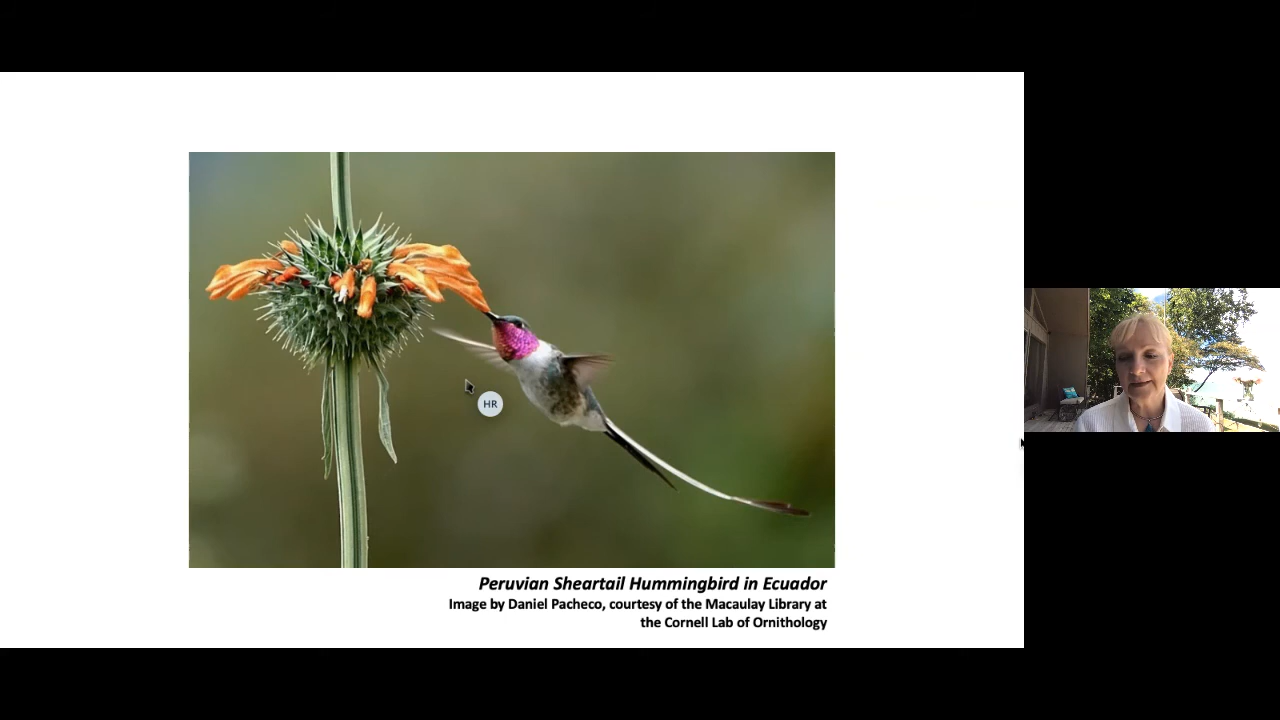 HR
Peruvian Sheartail Hummingbird in Ecuador
Image by Daniel Pacheco, courtesy of the Macaulay Library at
the Cornell Lab of Ornithology